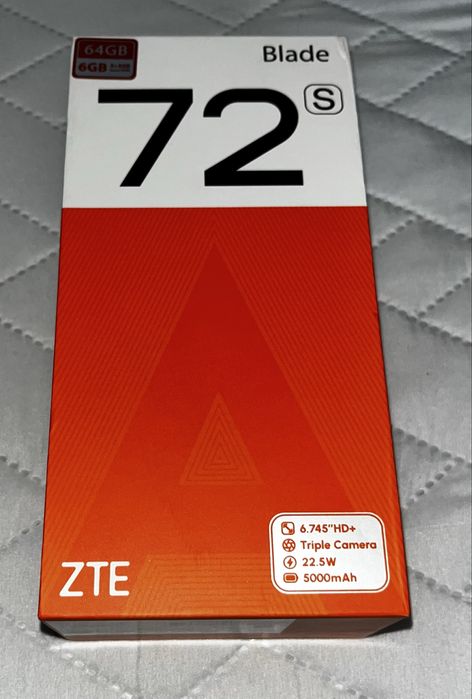 64GB
6GB
Blade
72 S
6.745"HD+
Triple Camera
22.5W
5000mAh
ZTE